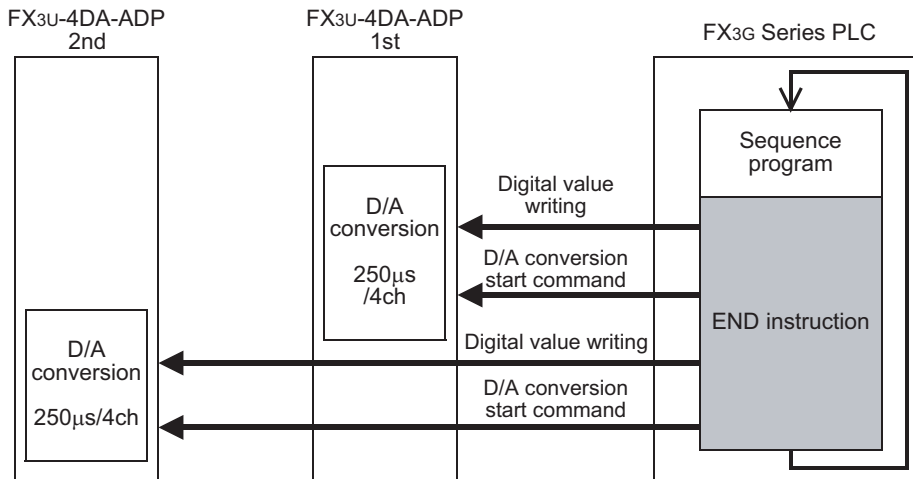 FX3U-4DA-ADP
2nd
FX3U-4DA-ADP
1st
FX3G Series PLC
Sequence
program
Digital value
writing
D/A
conversion
250μs
/4ch
D/A conversion
start command
END instruction
Digital value writing
D/A
conversion
250μs/4ch
D/A conversion
start command